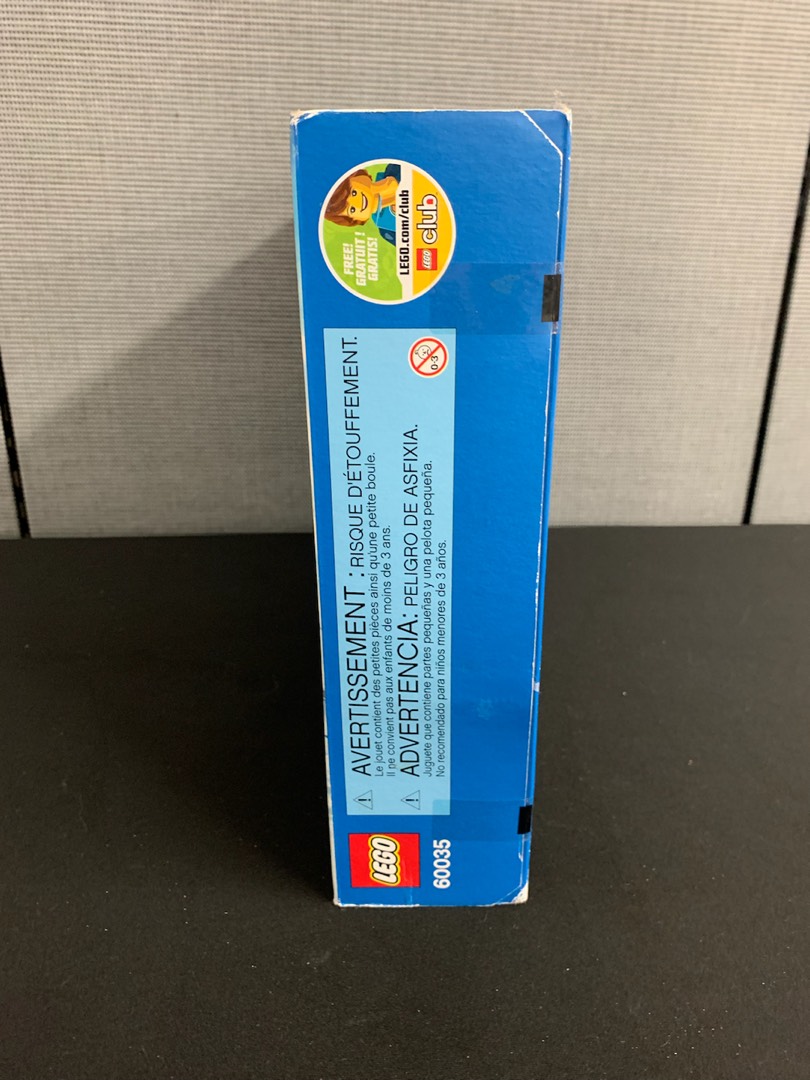 LEGO
60035
AVERTISSEMENT : RISQUE D'ÉTOUFFEMENT.
Le jouet contient des petites pièces ainsi qu'une petite boule.
Il ne convient pas aux enfants de moins de 3 ans.
ADVERTENCIA: PELIGRO DE ASFIXIA.
Juguete que contiene partes pequeñas y una pelota pequeña.
No recomendado para niños menores de 3 años.
0-3
FREE!
GRATUIT!
GRATIS!
LEGO.com/club
LEGO club